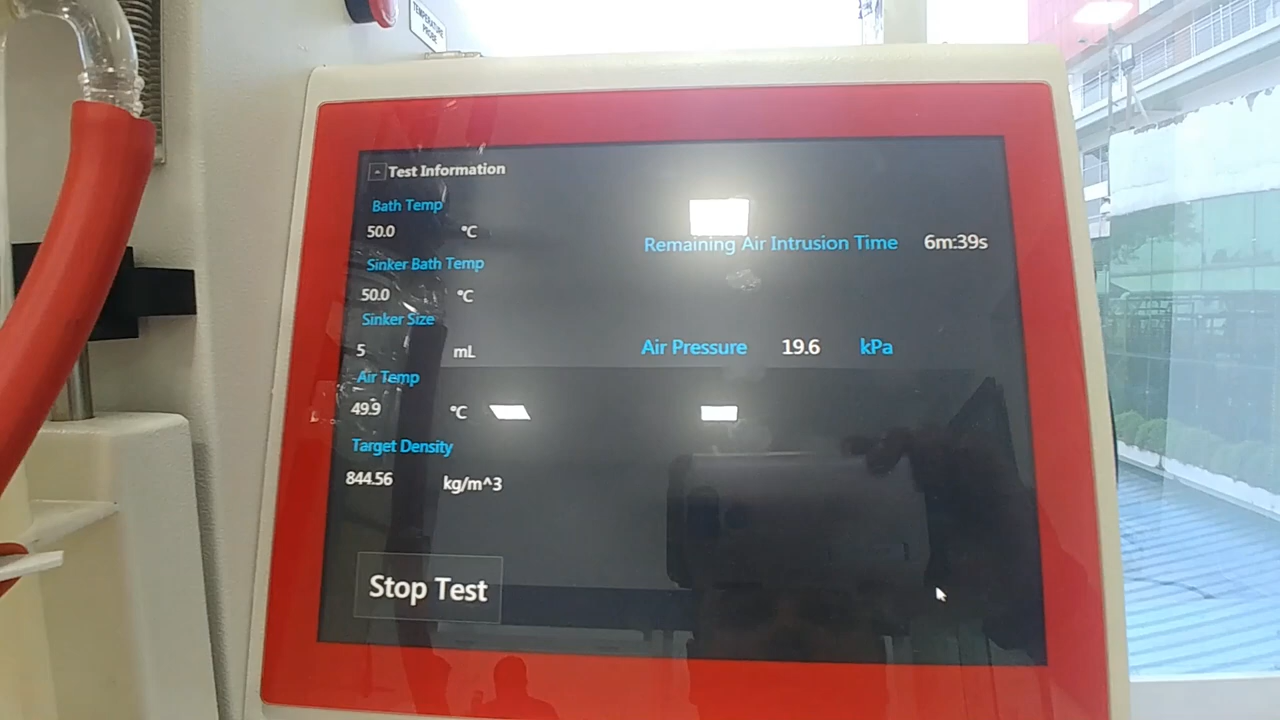 TEMPERATURE
PROBE
Test Information
Bath Temp
50.0 °C
Remaining Air Intrusion Time 6m:39s
Sinker Bath Temp
50.0 °C
Sinker Size
5 mL
Air Pressure 19.6 kPa
Air Temp
49.9 °C
Target Density
844.56 kg/m^3
Stop Test